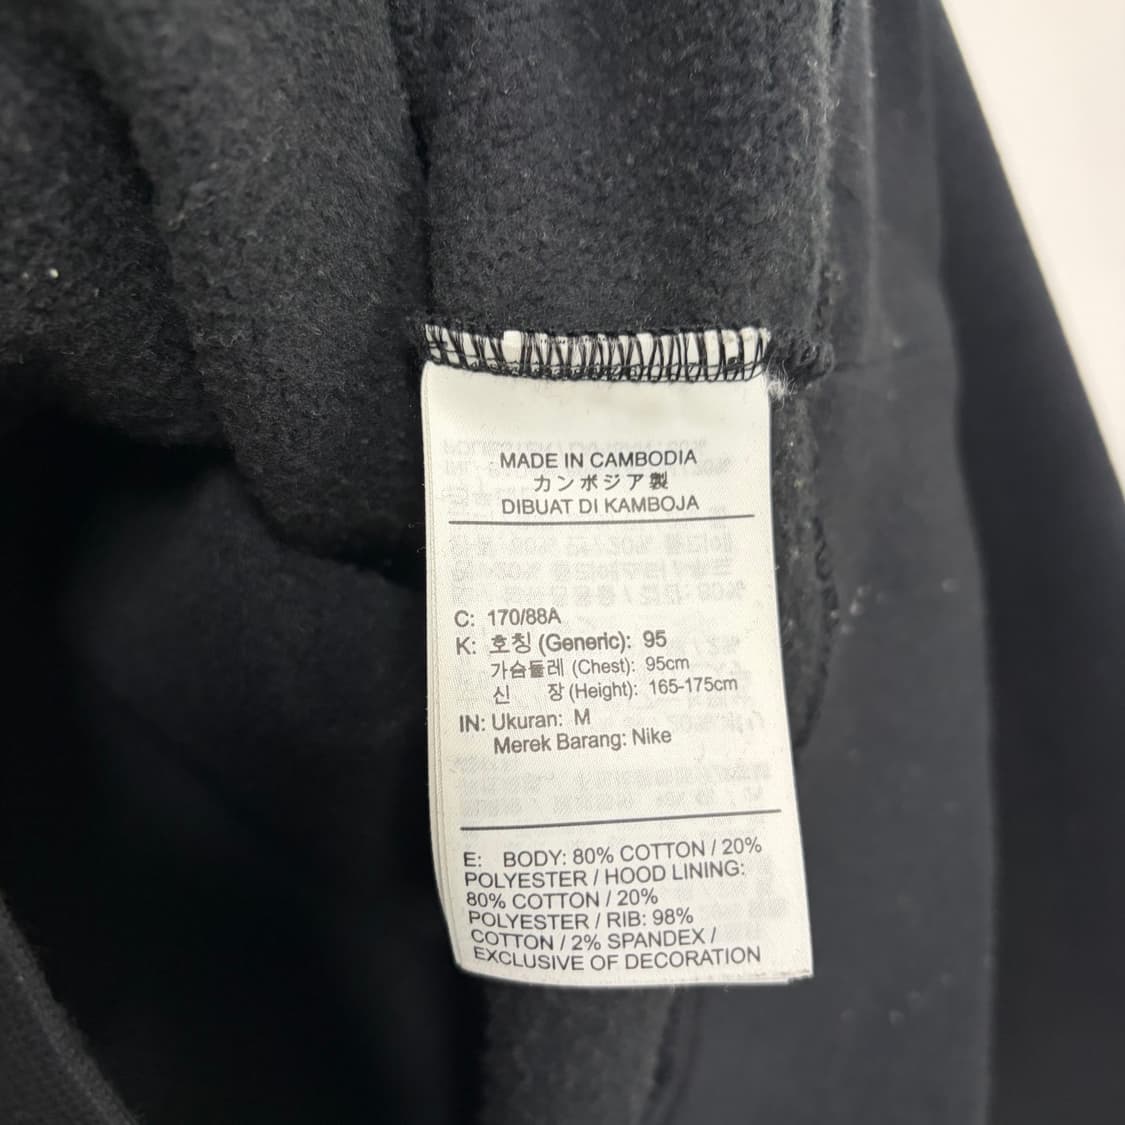 MADE IN CAMBODIA
カンボジア製
DIBUAT DI KAMBOJA
C: 170/88A
K: 호칭 (Generic): 95
가슴둘레 (Chest): 95cm
신 장 (Height): 165-175cm
IN: Ukuran: M
Merek Barang: Nike
E: BODY: 80% COTTON / 20%
POLYESTER / HOOD LINING:
80% COTTON / 20%
POLYESTER / RIB: 98%
COTTON / 2% SPANDEX /
EXCLUSIVE OF DECORATION